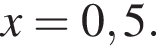 x = 0,5.